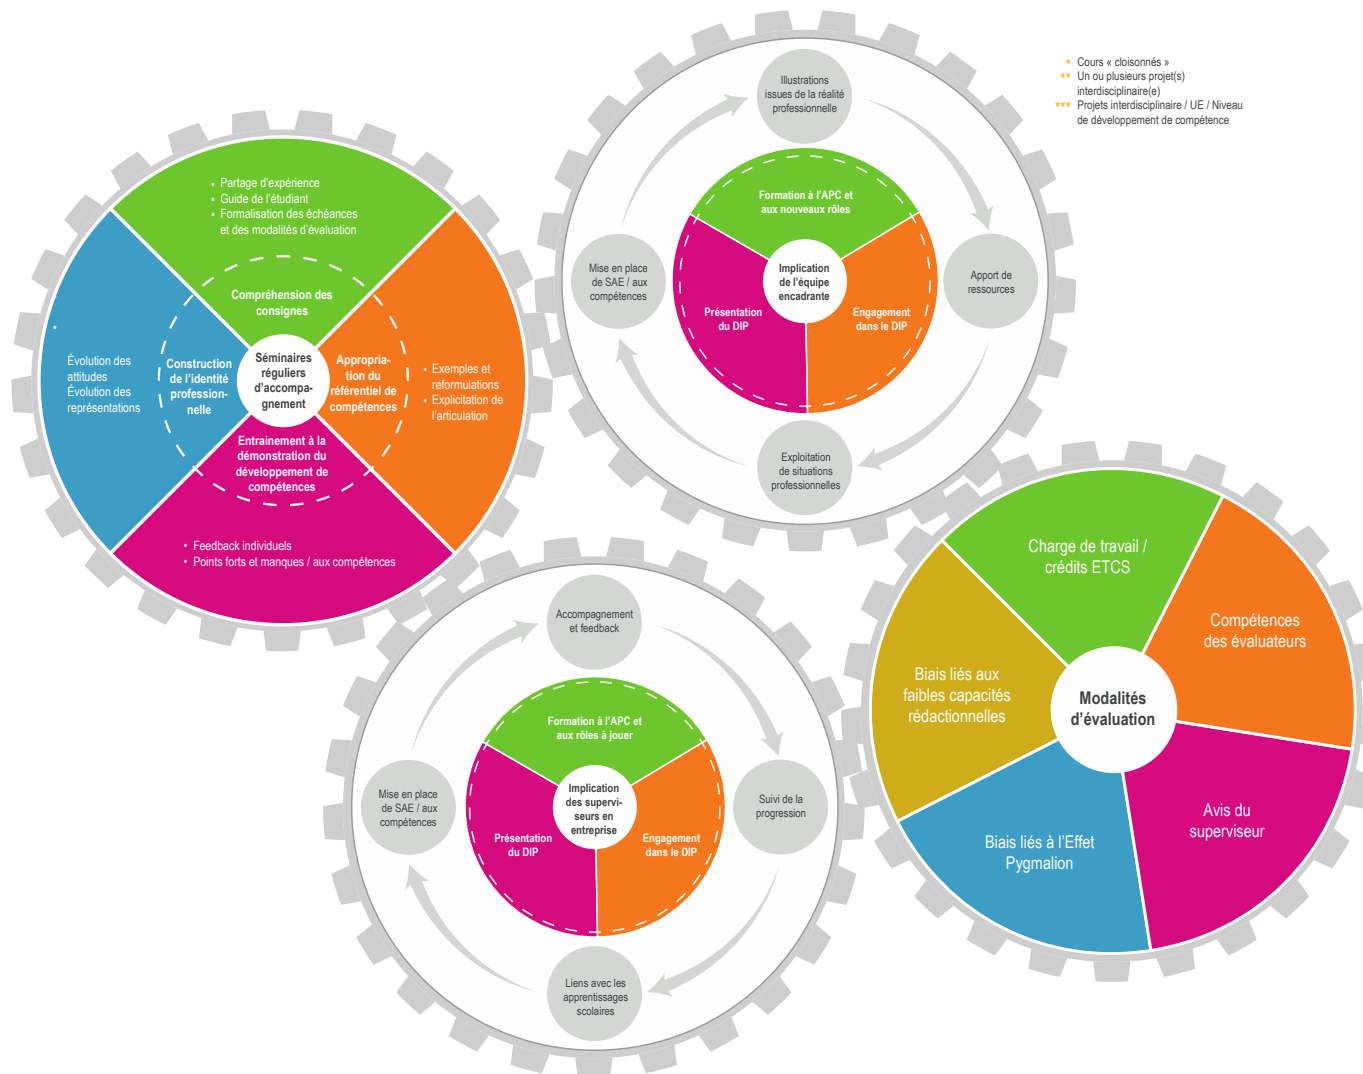 * Cours « cloisonnés »
** Un ou plusieurs projet(s)
interdisciplinaire(e)
*** Projets interdisciplinaire / UE / Niveau
de développement de compétence
• Partage d’expérience
• Guide de l’étudiant
• Formalisation des échéances
et des modalités d’évaluation
Compréhension des
consignes
Évolution des
attitudes
Évolution des
représentations
Construction
de l’identité
profession-
nelle
Séminaires
réguliers
d’accompa-
gnement
Appropria-
tion du
référentiel de
compétences
• Exemples et
reformulations
• Explicitation de
l’articulation
Entrainement à la
démonstration du
développement de
compétences
• Feedback individuels
• Points forts et manques / aux compétences
Illustrations
issues de la réalité
professionnelle
Formation à l’APC et
aux nouveaux rôles
Mise en place
de SAE / aux
compétences
Implication
de l’équipe
encadrante
Apport de
ressources
Présentation
du DIP
Engagement
dans le DIP
Exploitation
de situations
professionnelles
Accompagnement
et feedback
Formation à l’APC et
aux rôles à jouer
Mise en place
de SAE / aux
compétences
Implication
des supervi-
seurs en
entreprise
Suivi de la
progression
Présentation
du DIP
Engagement
dans le DIP
Liens avec les
apprentissages
scolaires
Charge de travail /
crédits ETCS
Compétences
des évaluateurs
Biais liés aux
faibles capacités
rédactionnelles
Modalités
d’évaluation
Avis du
superviseur
Biais liés à l’Effet
Pygmalion